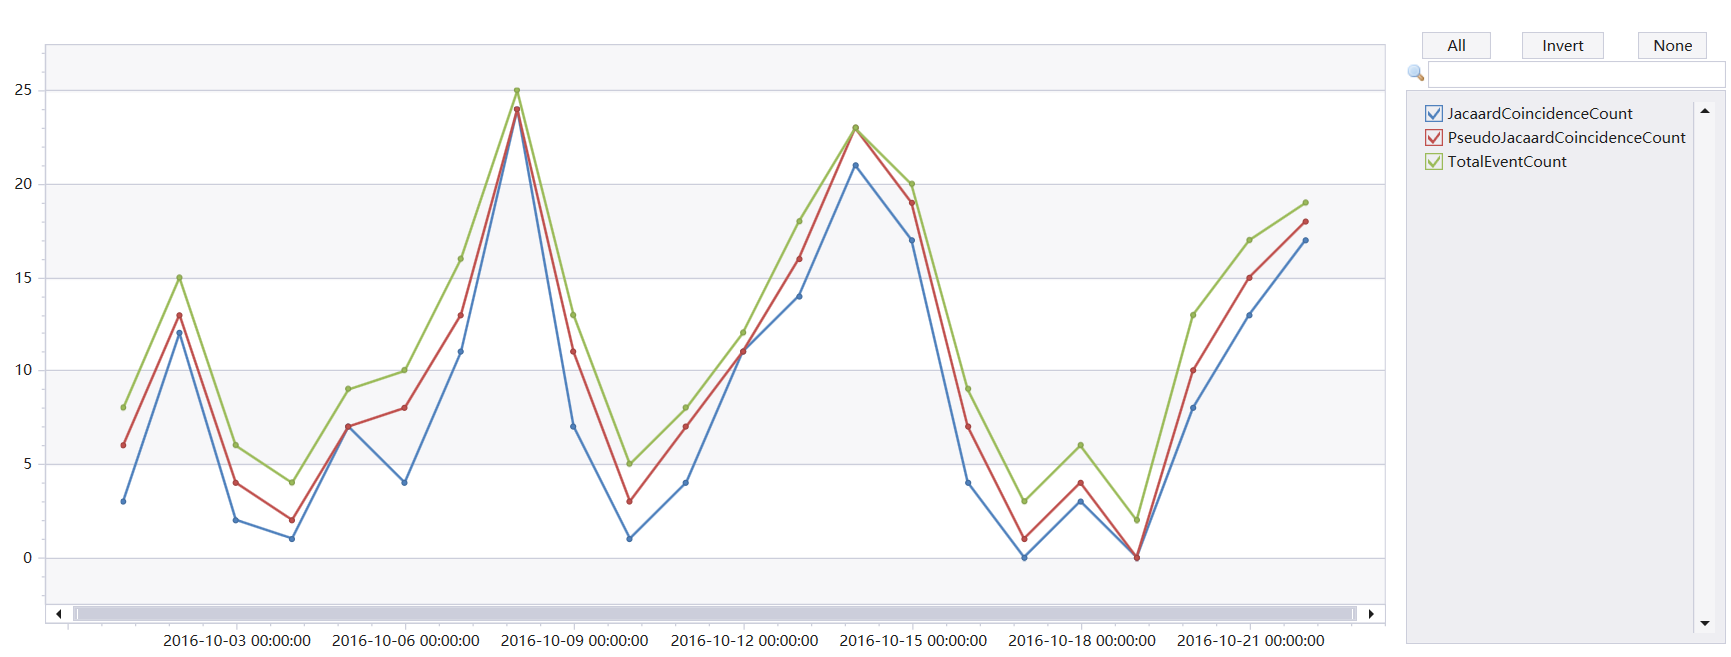 All Invert None
25
20
15
10
5
0
JacaardCoincidenceCount
PseudoJacaardCoincidenceCount
TotalEventCount
2016-10-03 00:00:00 2016-10-06 00:00:00 2016-10-09 00:00:00 2016-10-12 00:00:00 2016-10-15 00:00:00 2016-10-18 00:00:00 2016-10-21 00:00:00